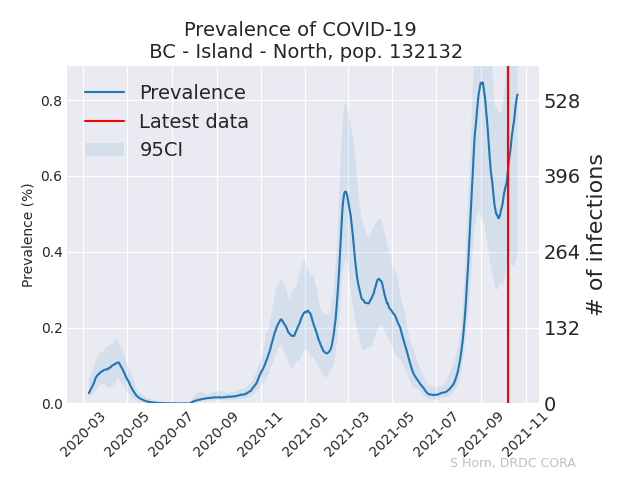 Prevalence of COVID-19
BC - Island - North, pop. 132132
Prevalence
Latest data
95CI
Prevalence (%)
0.8
0.6
0.4
0.2
0.0
528
396
264
132
0
# of infections
2020-03
2020-05
2020-07
2020-09
2020-11
2021-01
2021-03
2021-05
2021-07
2021-09
2021-11
S Horn, DRDC CORA